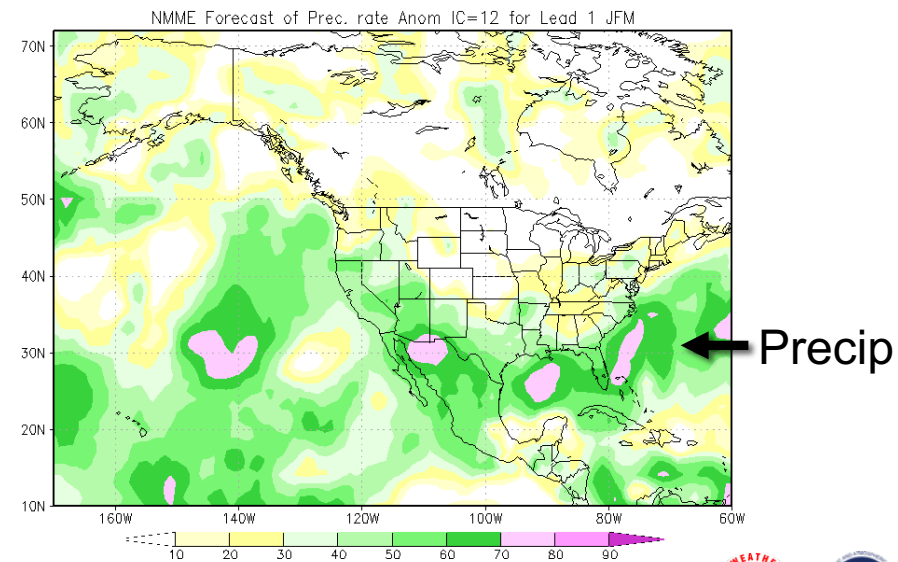 NMME Forecast of Prec. rate Anom IC=12 for Lead 1 JFM
70N
60N
50N
40N
30N
20N
10N
160W 140W 120W 100W 80W 60W
Precip
10 20 30 40 50 60 70 80 90
WEATHE